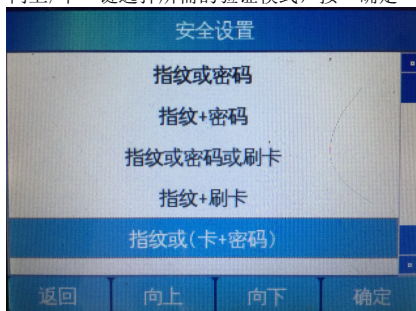 安全设置
指纹或密码
指纹+密码
指纹或密码或刷卡
指纹+刷卡
指纹或(卡+密码)
返回 向上 向下 确定